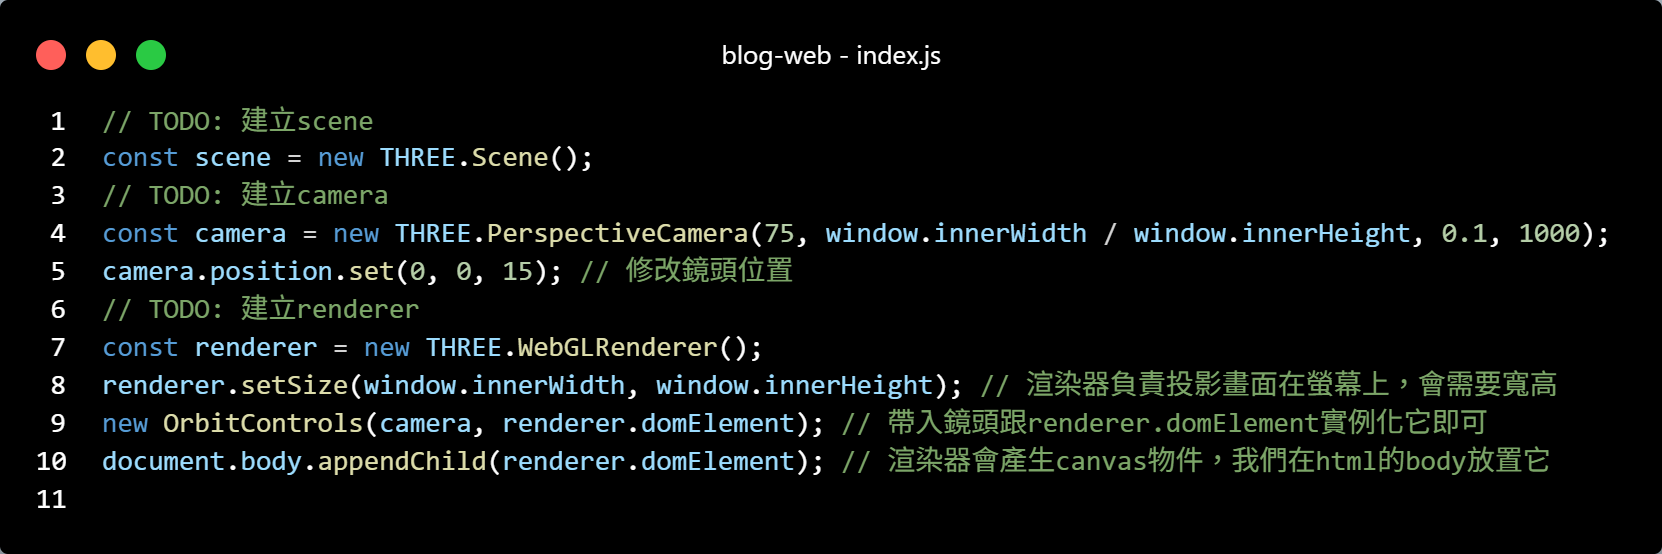 blog-web - index.js
1 // TODO: 建立scene
2 const scene = new THREE.Scene();
3 // TODO: 建立camera
4 const camera = new THREE.PerspectiveCamera(75, window.innerWidth / window.innerHeight, 0.1, 1000);
5 camera.position.set(0, 0, 15); // 修改鏡頭位置
6 // TODO: 建立renderer
7 const renderer = new THREE.WebGLRenderer();
8 renderer.setSize(window.innerWidth, window.innerHeight); // 渲染器負責投影畫面在螢幕上，會需要寬高
9 new OrbitControls(camera, renderer.domElement); // 帶入鏡頭跟renderer.domElement實例化它即可
10 document.body.appendChild(renderer.domElement); // 渲染器會產生canvas物件，我們在html的body放置它
11